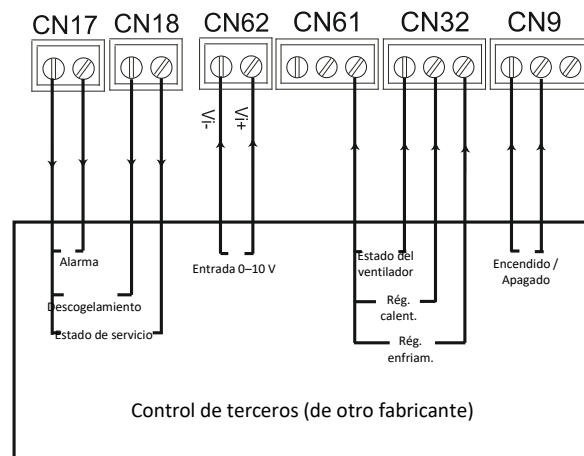 CN17 CN18 CN62 CN61 CN32 CN9
Vi- Vi+
Alarma
Descogelamiento
Estado de servicio
Entrada 0–10 V
Estado del
ventilador
Rég.
calent.
Rég.
enfriam.
Encendido /
Apagado
Control de terceros (de otro fabricante)